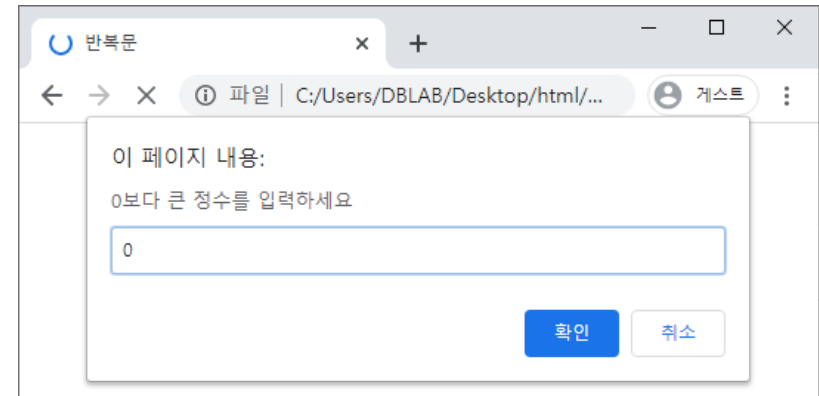 반복문
파일 | C:/Users/DBLAB/Desktop/html/... 게스트
이 페이지 내용:
0보다 큰 정수를 입력하세요
0
확인 취소